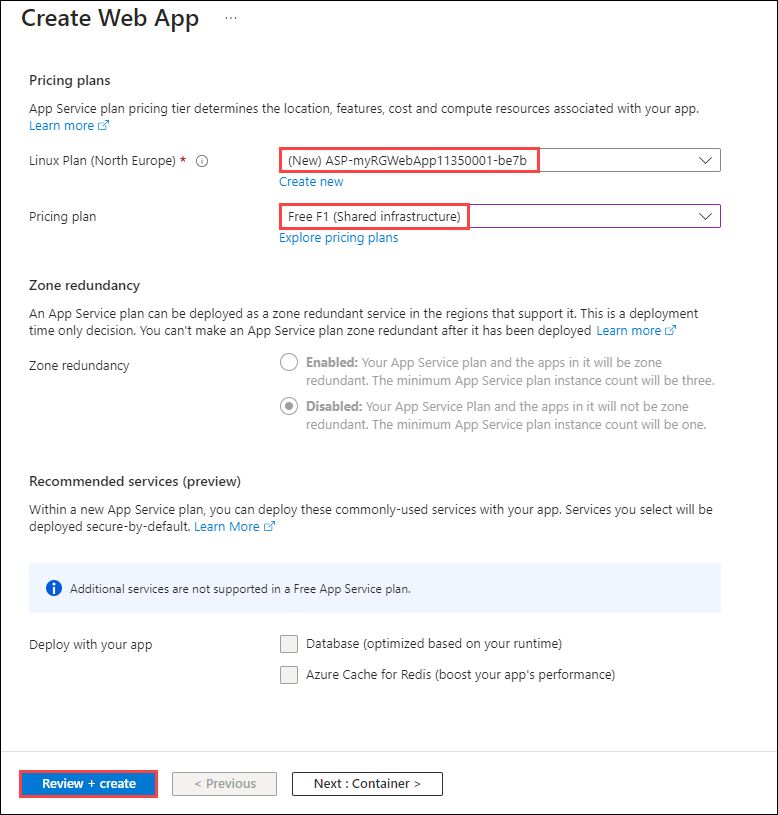 Create Web App ...
Pricing plans
App Service plan pricing tier determines the location, features, cost and compute resources associated with your app.
Learn more
Linux Plan (North Europe) *
(New) ASP-myRGWebApp11350001-be7b
Create new
Pricing plan
Free F1 (Shared infrastructure)
Explore pricing plans
Zone redundancy
An App Service plan can be deployed as a zone redundant service in the regions that support it. This is a deployment
time only decision. You can't make an App Service plan zone redundant after it has been deployed Learn more
Zone redundancy
Enabled: Your App Service plan and the apps in it will be zone
redundant. The minimum App Service plan instance count will be three.
Disabled: Your App Service Plan and the apps in it will not be zone
redundant. The minimum App Service plan instance count will be one.
Recommended services (preview)
Within a new App Service plan, you can deploy these commonly-used services with your app. Services you select will be
deployed secure-by-default. Learn More
Additional services are not supported in a Free App Service plan.
Deploy with your app
Database (optimized based on your runtime)
Azure Cache for Redis (boost your app's performance)
Review + create
< Previous
Next : Container >